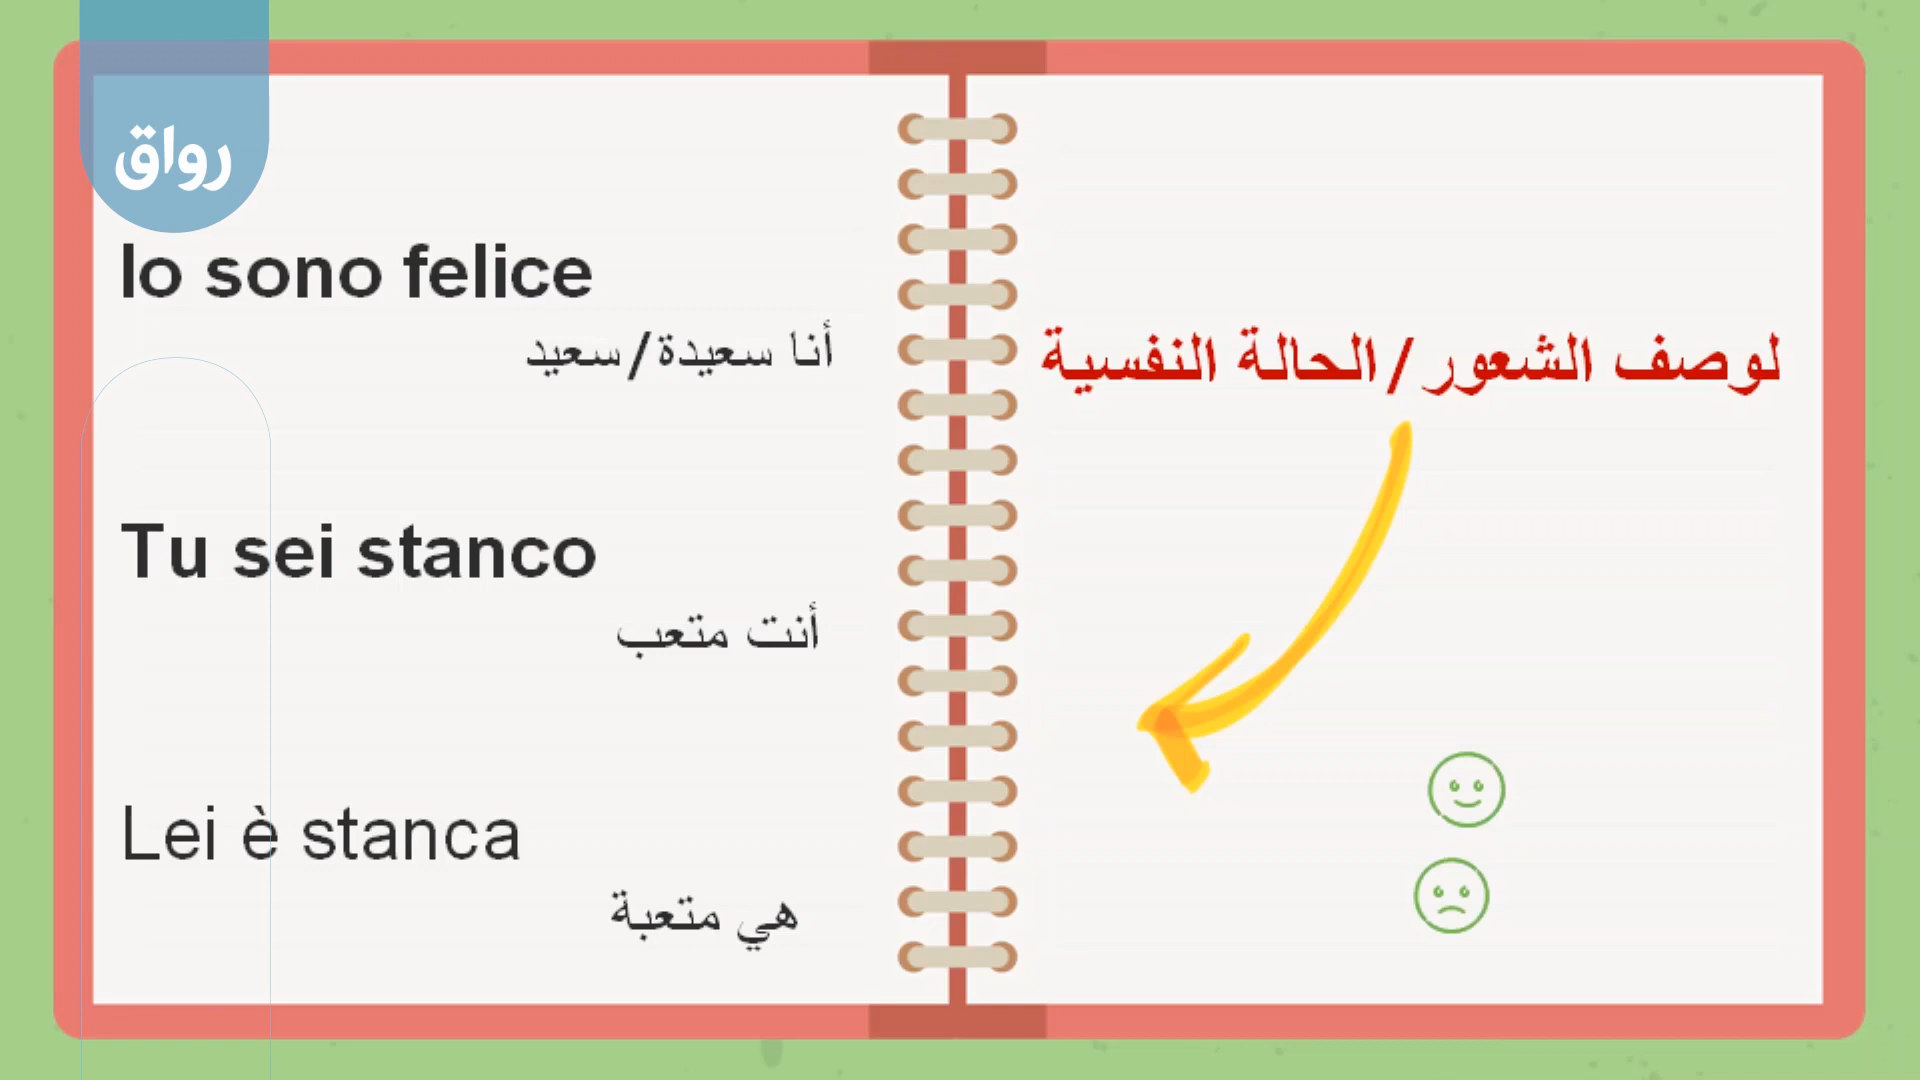 رواق
Io sono felice
أنا سعيدة/سعيد
Tu sei stanco
أنت متعب
Lei è stanca
هي متعبة
لوصف الشعور/الحالة النفسية